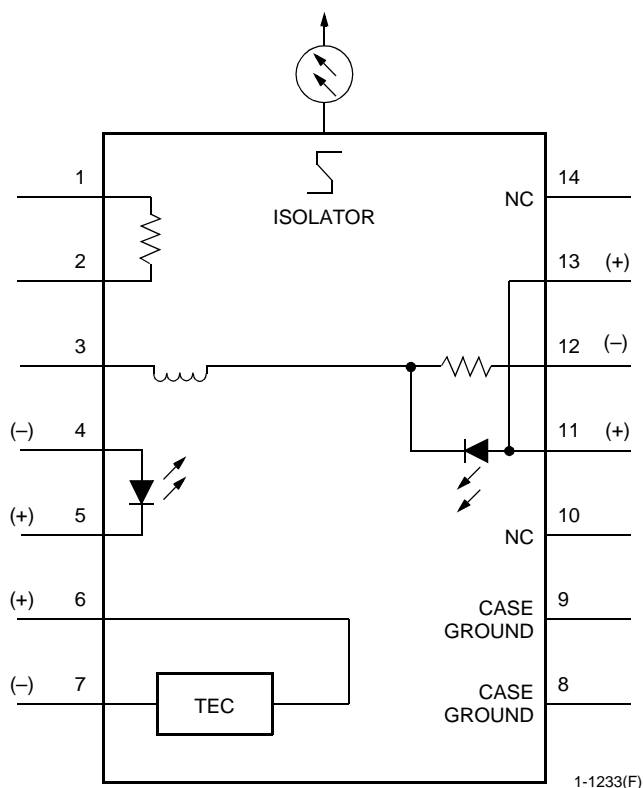 ISOLATOR
1
2
3
(–) 4
(+) 5
(+) 6
(–) 7
TEC
NC 14
13 (+)
12 (–)
11 (+)
NC 10
CASE GROUND 9
CASE GROUND 8
1-1233(F)